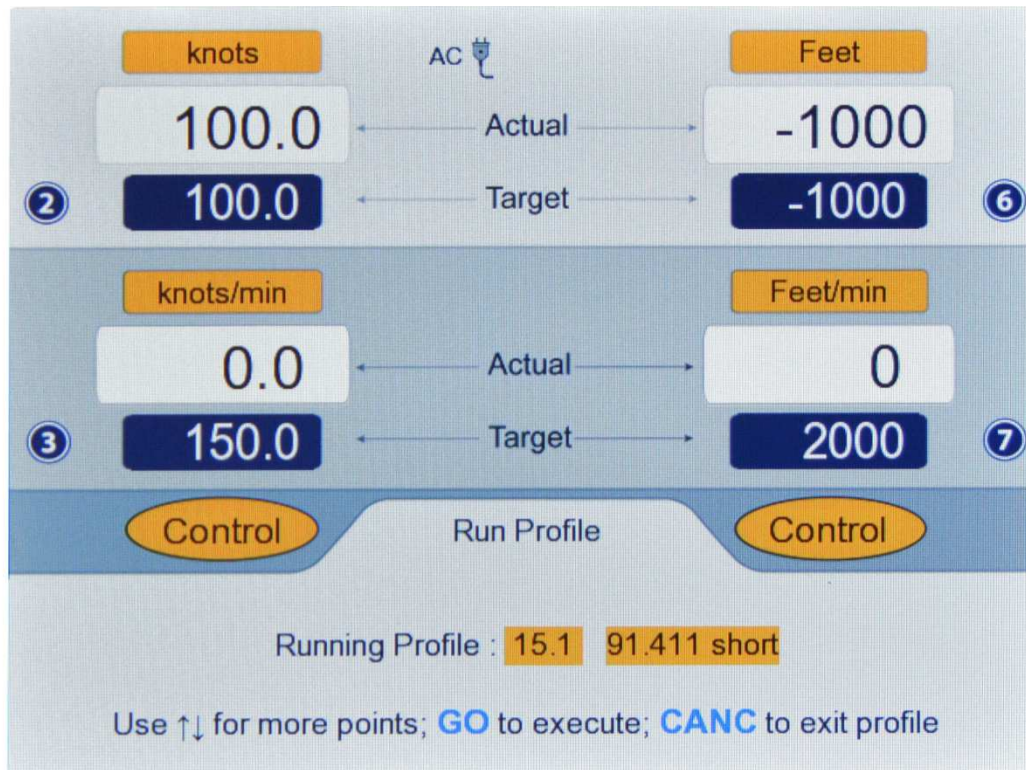 knots AC Feet
100.0 Actual -1000
2 100.0 Target -1000 6
knots/min Feet/min
0.0 Actual 0
3 150.0 Target 2000 7
Control Run Profile Control
Running Profile : 15.1 91.411 short
Use ↑↓ for more points; GO to execute; CANC to exit profile